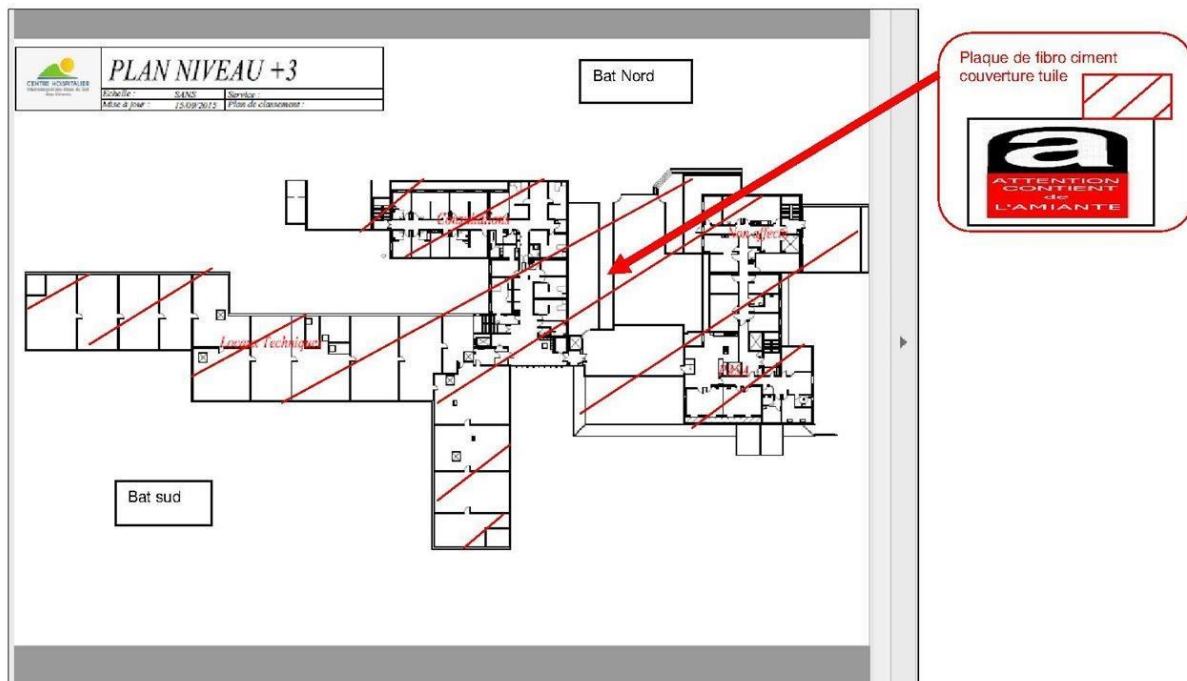 PLAN NIVEAU +3
CENTRE HOSPITALIER
Echelle : SANS Service :
Mise à jour : 15/09/2015 Plan de classement :
Bat Nord
Plaque de fibro ciment
couverture tuile
a
ATTENTION
CONTIENT
de
L'AMIANTE
Consultations
Non affecté
Locaux Technique
Bat sud